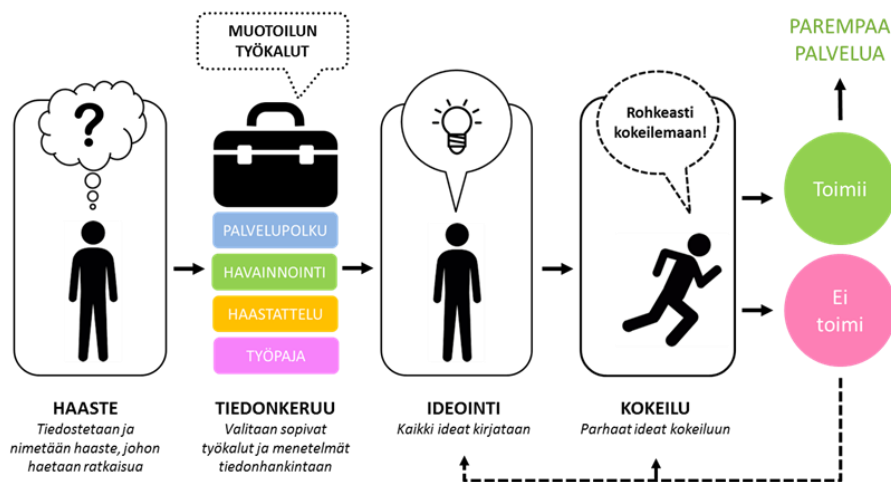 MUOTOILUN
TYÖKALUT
?
PALVELUPOLKU
HAVAINNOINTI
HAASTATTELU
TYÖPAJA
Rohkeasti
kokeilemaan!
PAREMPAA
PALVELUA
Toimii
Ei
toimi
HAASTE
Tiedostetaan ja
nimetään haaste, johon
haetaan ratkaisua
TIEDONKERUU
Valitaan sopivat
työkalut ja menetelmät
tiedonhankintaan
IDEOINTI
Kaikki ideat kirjataan
KOKEILU
Parhaat ideat kokeiluun